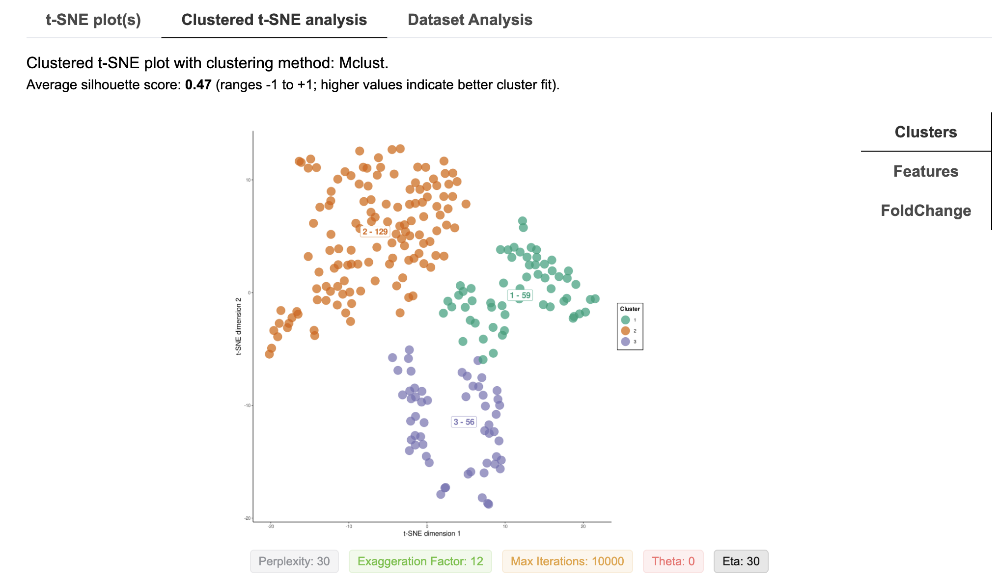 t-SNE plot(s) Clustered t-SNE analysis Dataset Analysis
Clustered t-SNE plot with clustering method: Mclust.
Average silhouette score: 0.47 (ranges -1 to +1; higher values indicate better cluster fit).
Clusters
Features
FoldChange
t-SNE dimension 2
10
0
-10
-20
2 - 129
1 - 59
3 - 56
Cluster
1
2
3
-20 -10 0 10 20
t-SNE dimension 1
Perplexity: 30 Exaggeration Factor: 12 Max Iterations: 10000 Theta: 0 Eta: 30